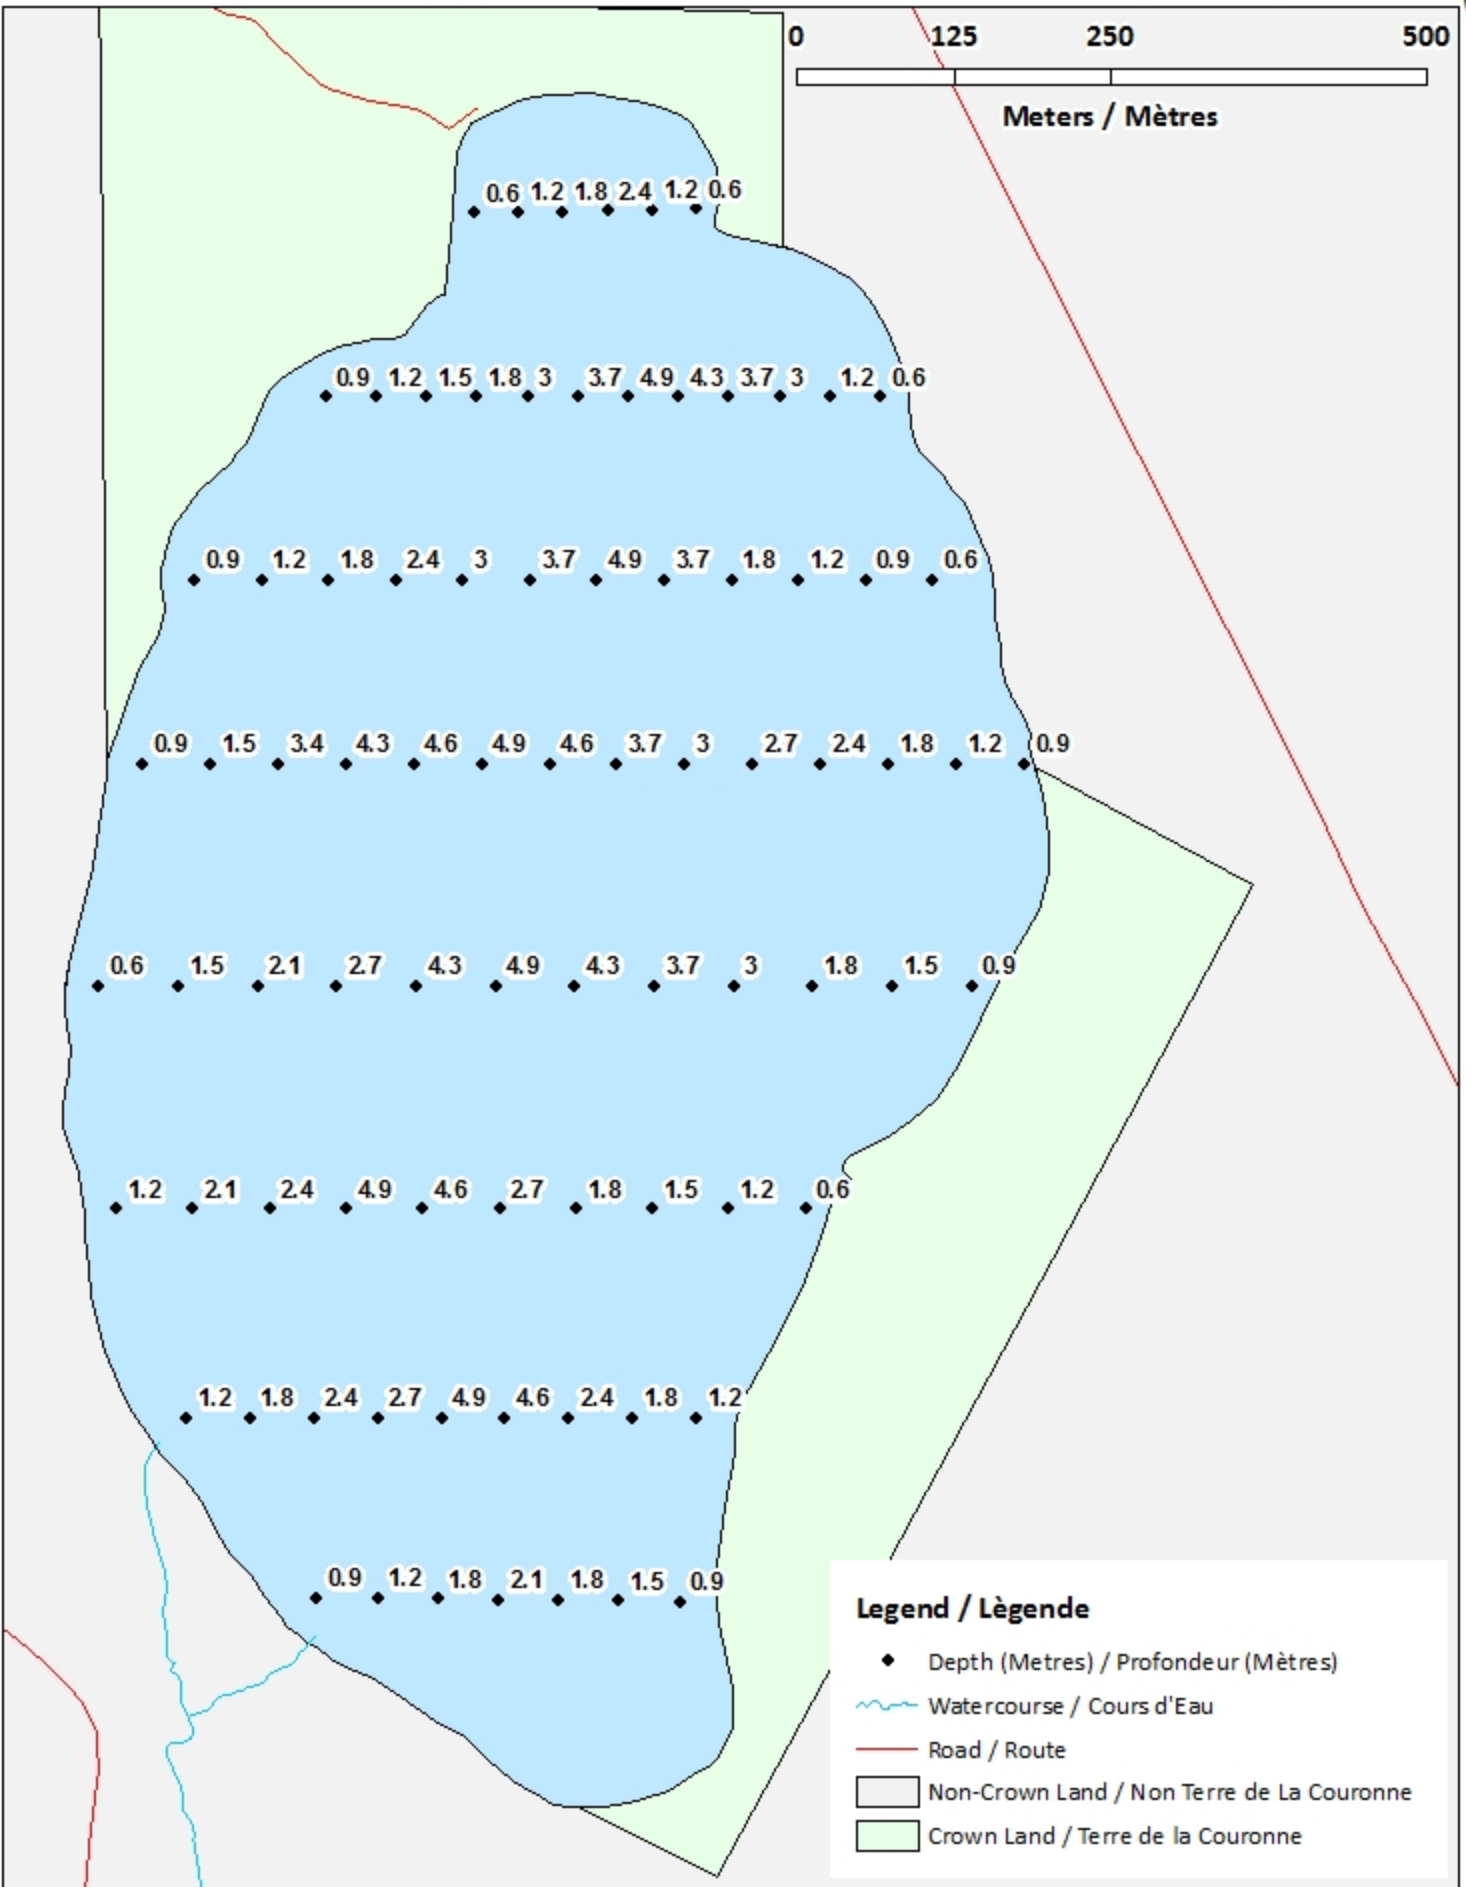 0 125 250 500
Meters / Mètres
0.6 1.2 1.8 2.4 1.2 0.6
0.9 1.2 1.5 1.8 3 3.7 4.9 4.3 3.7 3 1.2 0.6
0.9 1.2 1.8 2.4 3 3.7 4.9 3.7 1.8 1.2 0.9 0.6
0.9 1.5 3.4 4.3 4.6 4.9 4.6 3.7 3 2.7 2.4 1.8 1.2 0.9
0.6 1.5 2.1 2.7 4.3 4.9 4.3 3.7 3 1.8 1.5 0.9
1.2 2.1 2.4 4.9 4.6 2.7 1.8 1.5 1.2 0.6
1.2 1.8 2.4 2.7 4.9 4.6 2.4 1.8 1.2
0.9 1.2 1.8 2.1 1.8 1.5 0.9
Legend / Lègende
Depth (Metres) / Profondeur (Mètres)
Watercourse / Cours d'Eau
Road / Route
Non-Crown Land / Non Terre de La Couronne
Crown Land / Terre de la Couronne